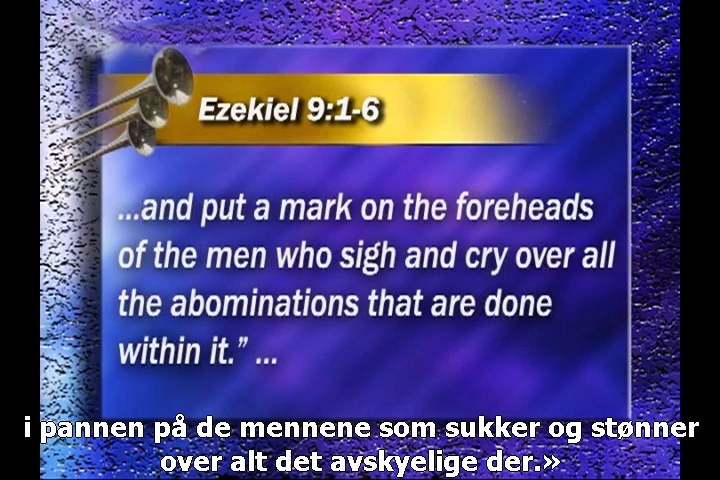 Ezekiel 9:1-6
...and put a mark on the foreheads
of the men who sigh and cry over all
the abominations that are done
within it.” ...
i pannen på de mennene som sukker og stønner
over alt det avskyelige der.»